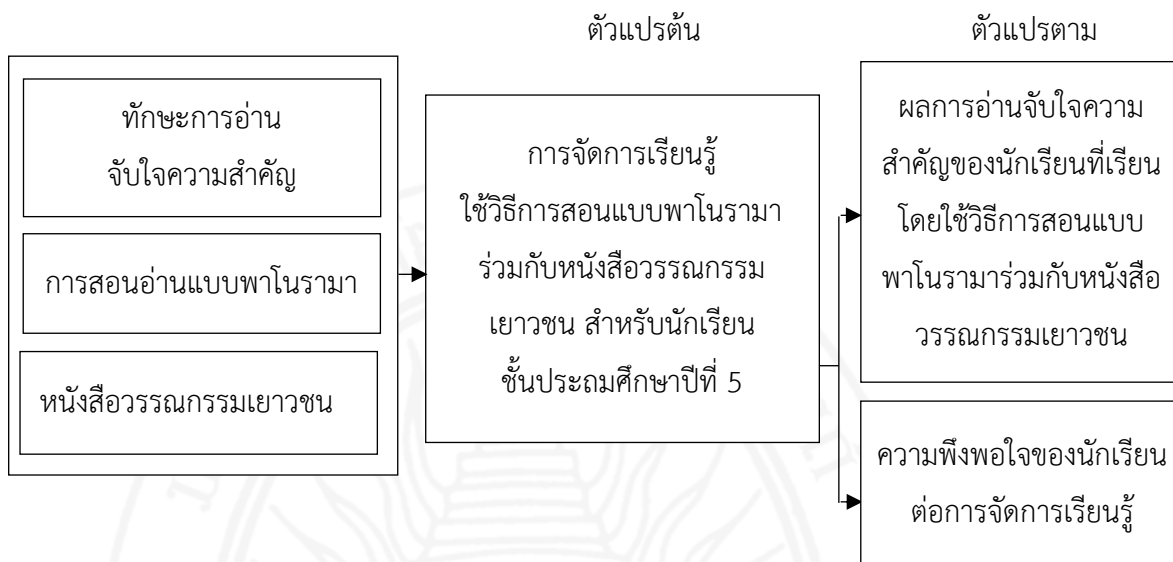 ตัวแปรต้น
ตัวแปรตาม
ทักษะการอ่าน
จับใจความสำคัญ
การสอนอ่านแบบพาโนรามา
หนังสือวรรณกรรมเยาวชน
การจัดการเรียนรู้
ใช้วิธีการสอนแบบพาโนรามา
ร่วมกับหนังสือวรรณกรรม
เยาวชน สำหรับนักเรียน
ชั้นประถมศึกษาปีที่ 5
ผลการอ่านจับใจความ
สำคัญของนักเรียนที่เรียน
โดยใช้วิธีการสอนแบบ
พาโนรามาร่วมกับหนังสือ
วรรณกรรมเยาวชน
ความพึงพอใจของนักเรียน
ต่อการจัดการเรียนรู้